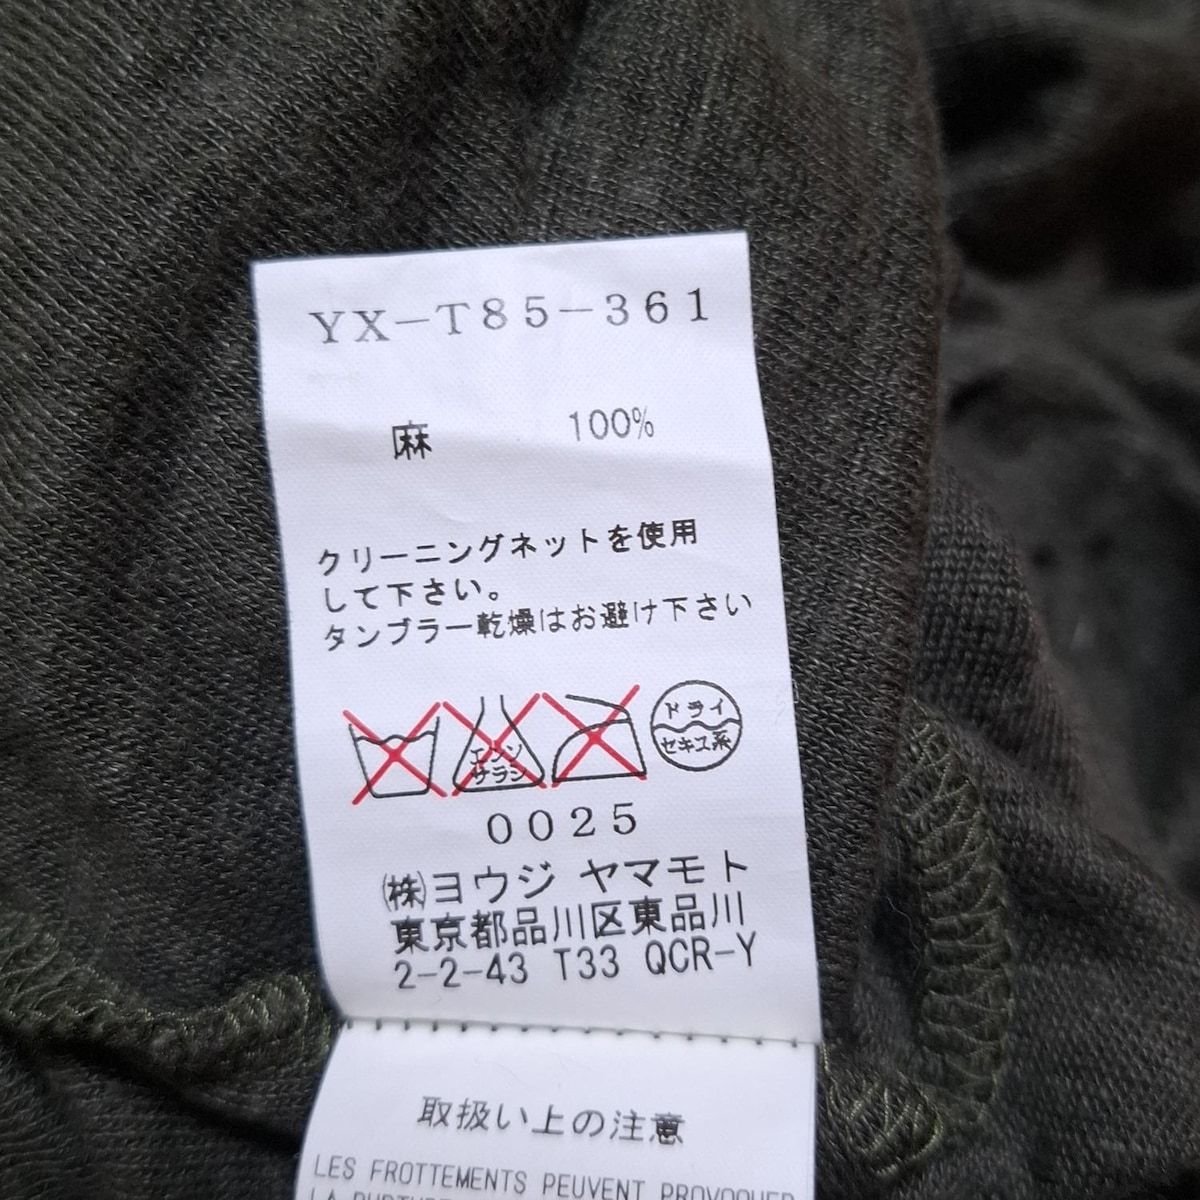 YX-T85-361
麻 100%
クリーニングネットを使用
して下さい。
タンブラー乾燥はお避け下さい
エンソ
サラシ
ドライ
セキユ系
0025
㈱ヨウジ ヤマモト
東京都品川区東品川
2-2-43 T33 QCR-Y
取扱い上の注意
LES FROTTEMENTS PEUVENT PROVOQUER
LA